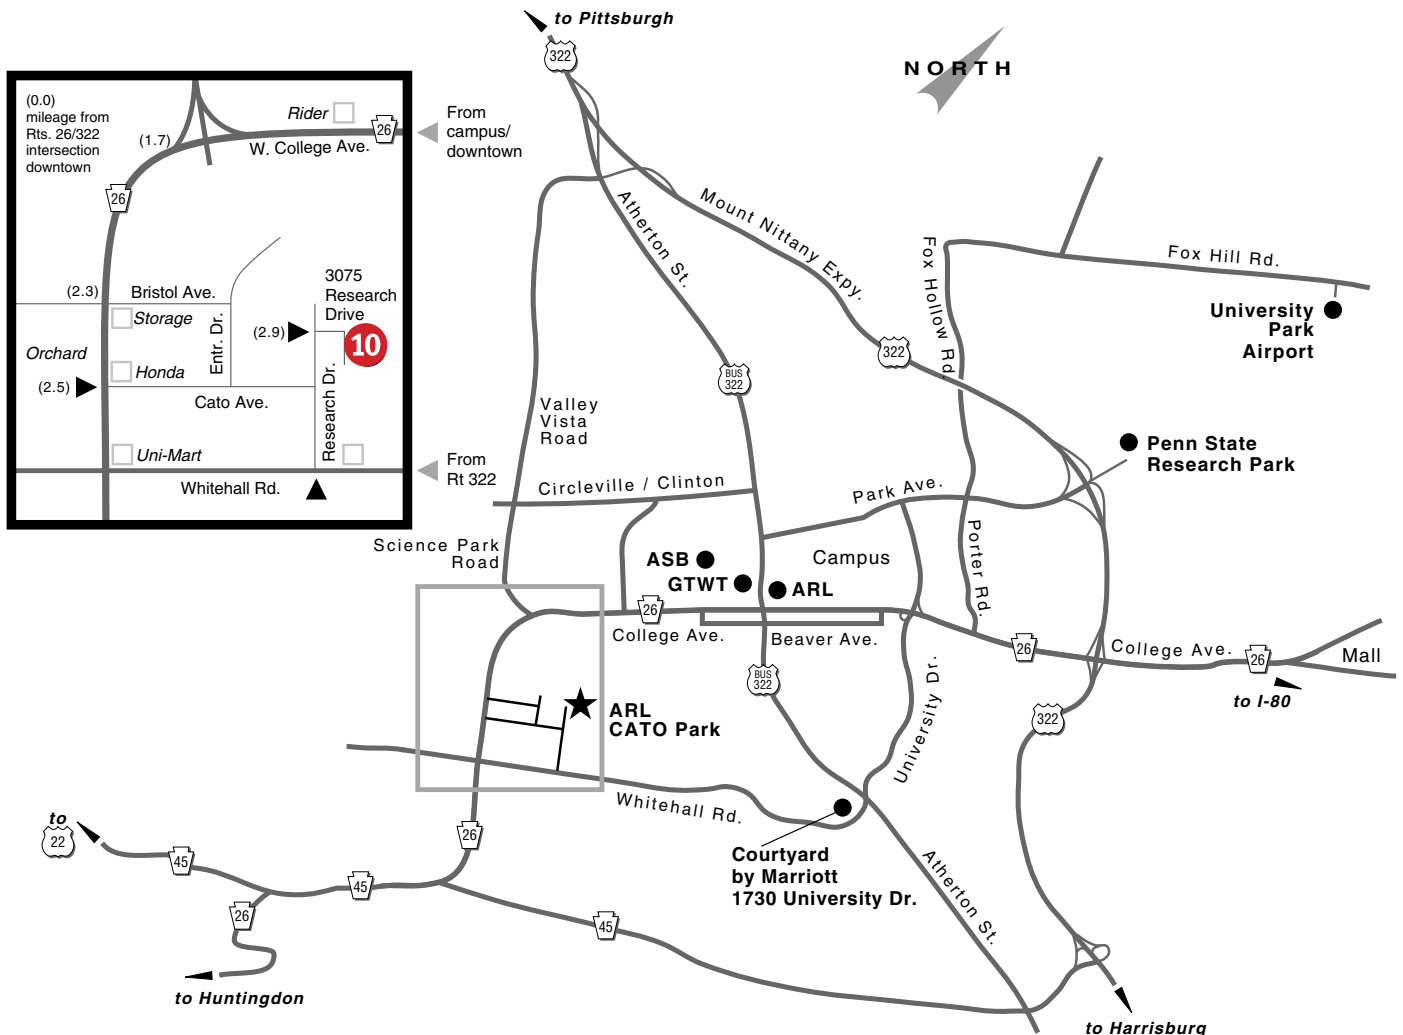 to Pittsburgh
322
NORTH
(0.0)
mileage from
Rts. 26/322
intersection
downtown
(1.7)
Rider
26
W. College Ave.
From
campus/
downtown
26
(2.3)
Bristol Ave.
Storage
Entr. Dr.
3075
Research
Drive
(2.9)
10
Orchard
Honda
(2.5)
Cato Ave.
Research Dr.
Uni-Mart
Whitehall Rd.
From
Rt 322
Atherton St.
Mount Nittany Expy.
Fox Hollow Rd
Fox Hill Rd.
University
Park
Airport
322
BUS
322
Valley
Vista
Road
Penn State
Research Park
Circleville / Clinton
Park Ave.
Science Park
Road
ASB
GTWT
ARL
Campus
Porter Rd.
26
College Ave.
Beaver Ave.
26
College Ave.
26
Mall
to I-80
BUS
322
University Dr.
322
ARL
CATO Park
Whitehall Rd.
to
22
45
26
45
26
45
Courtyard
by Marriott
1730 University Dr.
Atherton St.
to Huntingdon
to Harrisburg